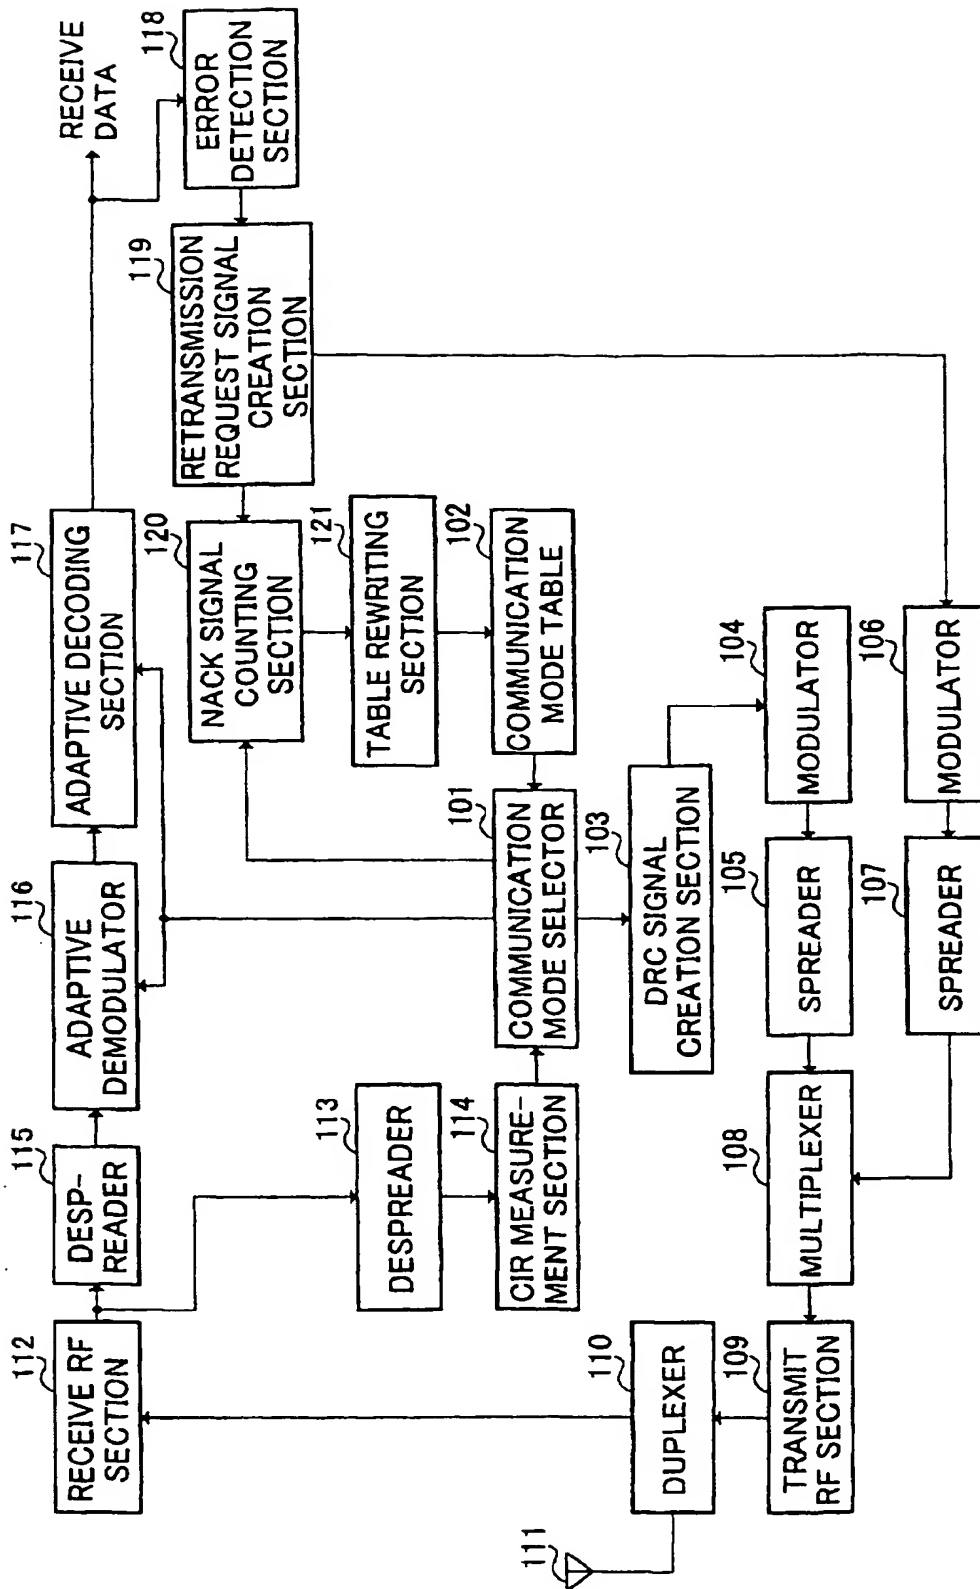 111
112
RECEIVE RF
SECTION
115
DESP-
READER
116
ADAPTIVE
DEMODULATOR
117
ADAPTIVE DECODING
SECTION
RECEIVE
DATA
118
ERROR
DETECTION
SECTION
119
RETRANSMISSION
REQUEST SIGNAL
CREATION
SECTION
120
NACK SIGNAL
COUNTING
SECTION
121
TABLE REWRITING
SECTION
102
COMMUNICATION
MODE TABLE
113
DESPREADER
114
CIR MEASURE-
MENT SECTION
101
COMMUNICATION
MODE SELECTOR
103
DRC SIGNAL
CREATION SECTION
110
DUPLEXER
109
TRANSMIT
RF SECTION
108
MULTIPLEXER
105
SPREADER
104
MODULATOR
107
SPREADER
106
MODULATOR